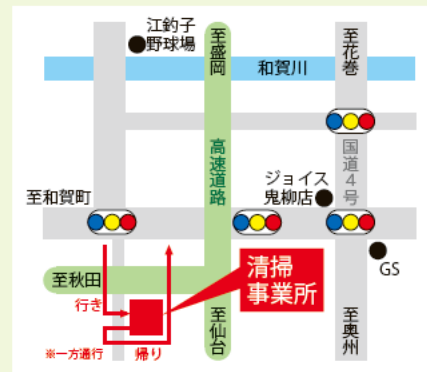 江釣子
野球場
至盛岡
至花巻
和賀川
高速道路
国道4号
ジョイス
鬼柳店
至和賀町
GS
至秋田
清掃
事業所
行き
至仙台
至奥州
※一方通行
帰り